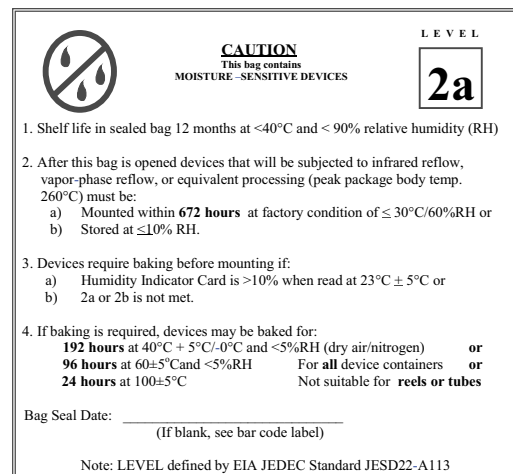 LEVEL
CAUTION
This bag contains
MOISTURE –SENSITIVE DEVICES
2a
1. Shelf life in sealed bag 12 months at <40°C and < 90% relative humidity (RH)
2. After this bag is opened devices that will be subjected to infrared reflow,
vapor-phase reflow, or equivalent processing (peak package body temp.
260°C) must be:
a) Mounted within 672 hours at factory condition of ≤ 30°C/60%RH or
b) Stored at ≤10% RH.
3. Devices require baking before mounting if:
a) Humidity Indicator Card is >10% when read at 23°C ± 5°C or
b) 2a or 2b is not met.
4. If baking is required, devices may be baked for:
192 hours at 40°C + 5°C/-0°C and <5%RH (dry air/nitrogen) or
96 hours at 60±5°Cand <5%RH For all device containers or
24 hours at 100±5°C Not suitable for reels or tubes
Bag Seal Date: ______________________________
(If blank, see bar code label)
Note: LEVEL defined by EIA JEDEC Standard JESD22-A113